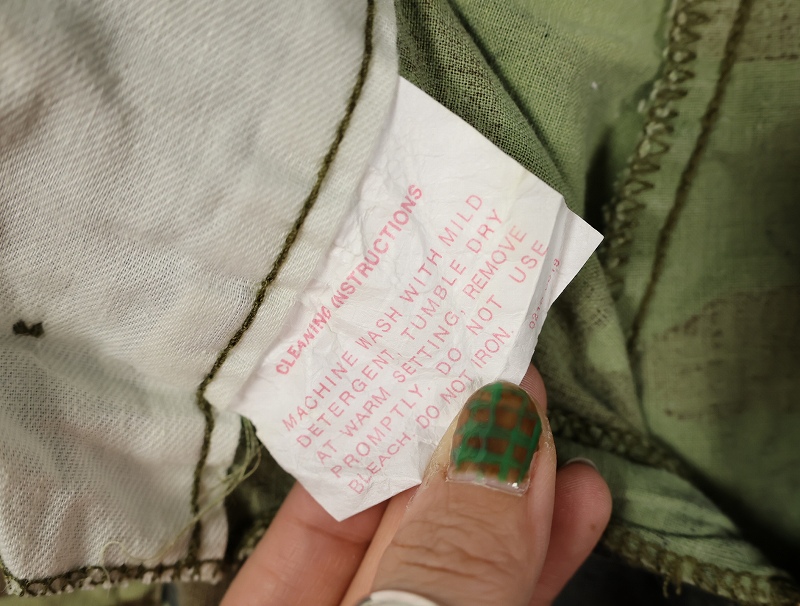 CLEANING INSTRUCTIONS
MACHINE WASH WITH MILD
DETERGENT, TUMBLE DRY
AT WARM SETTING, REMOVE
PROMPTLY. DO NOT USE
BLEACH. DO NOT IRON.